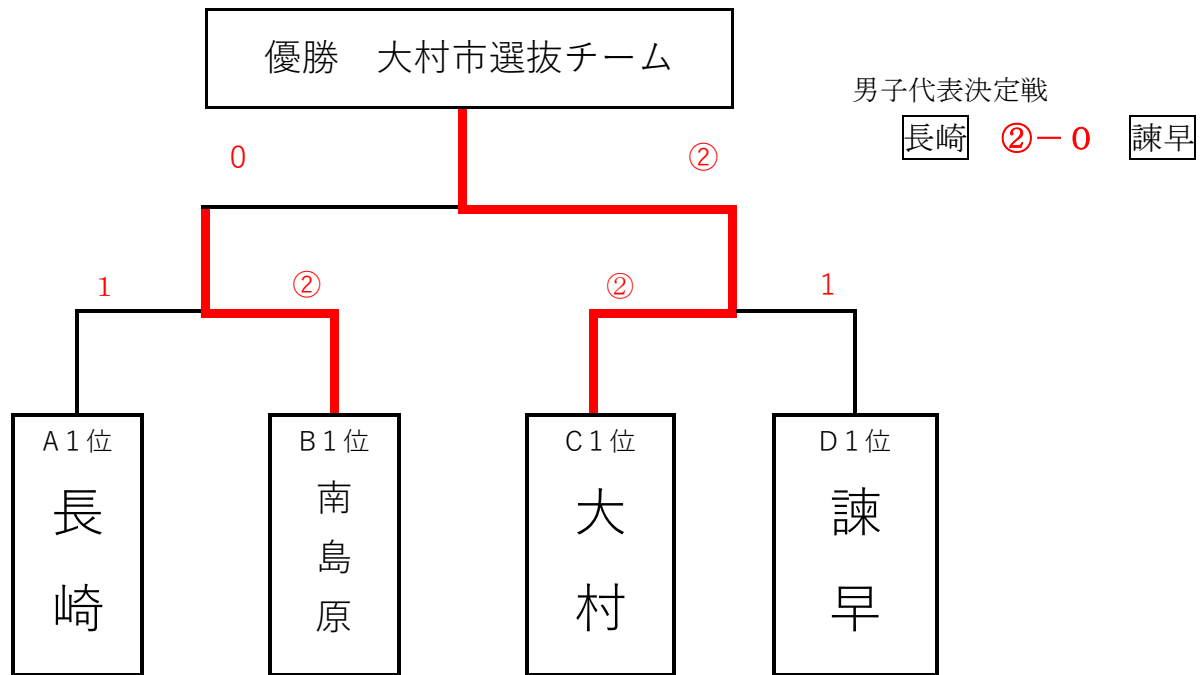 優勝　大村市選抜チーム
男子代表決定戦
長崎　②－０　諫早
0　②
1　②　②　1
A１位　B１位　C１位　D１位
長崎　南島原　大村　諫早